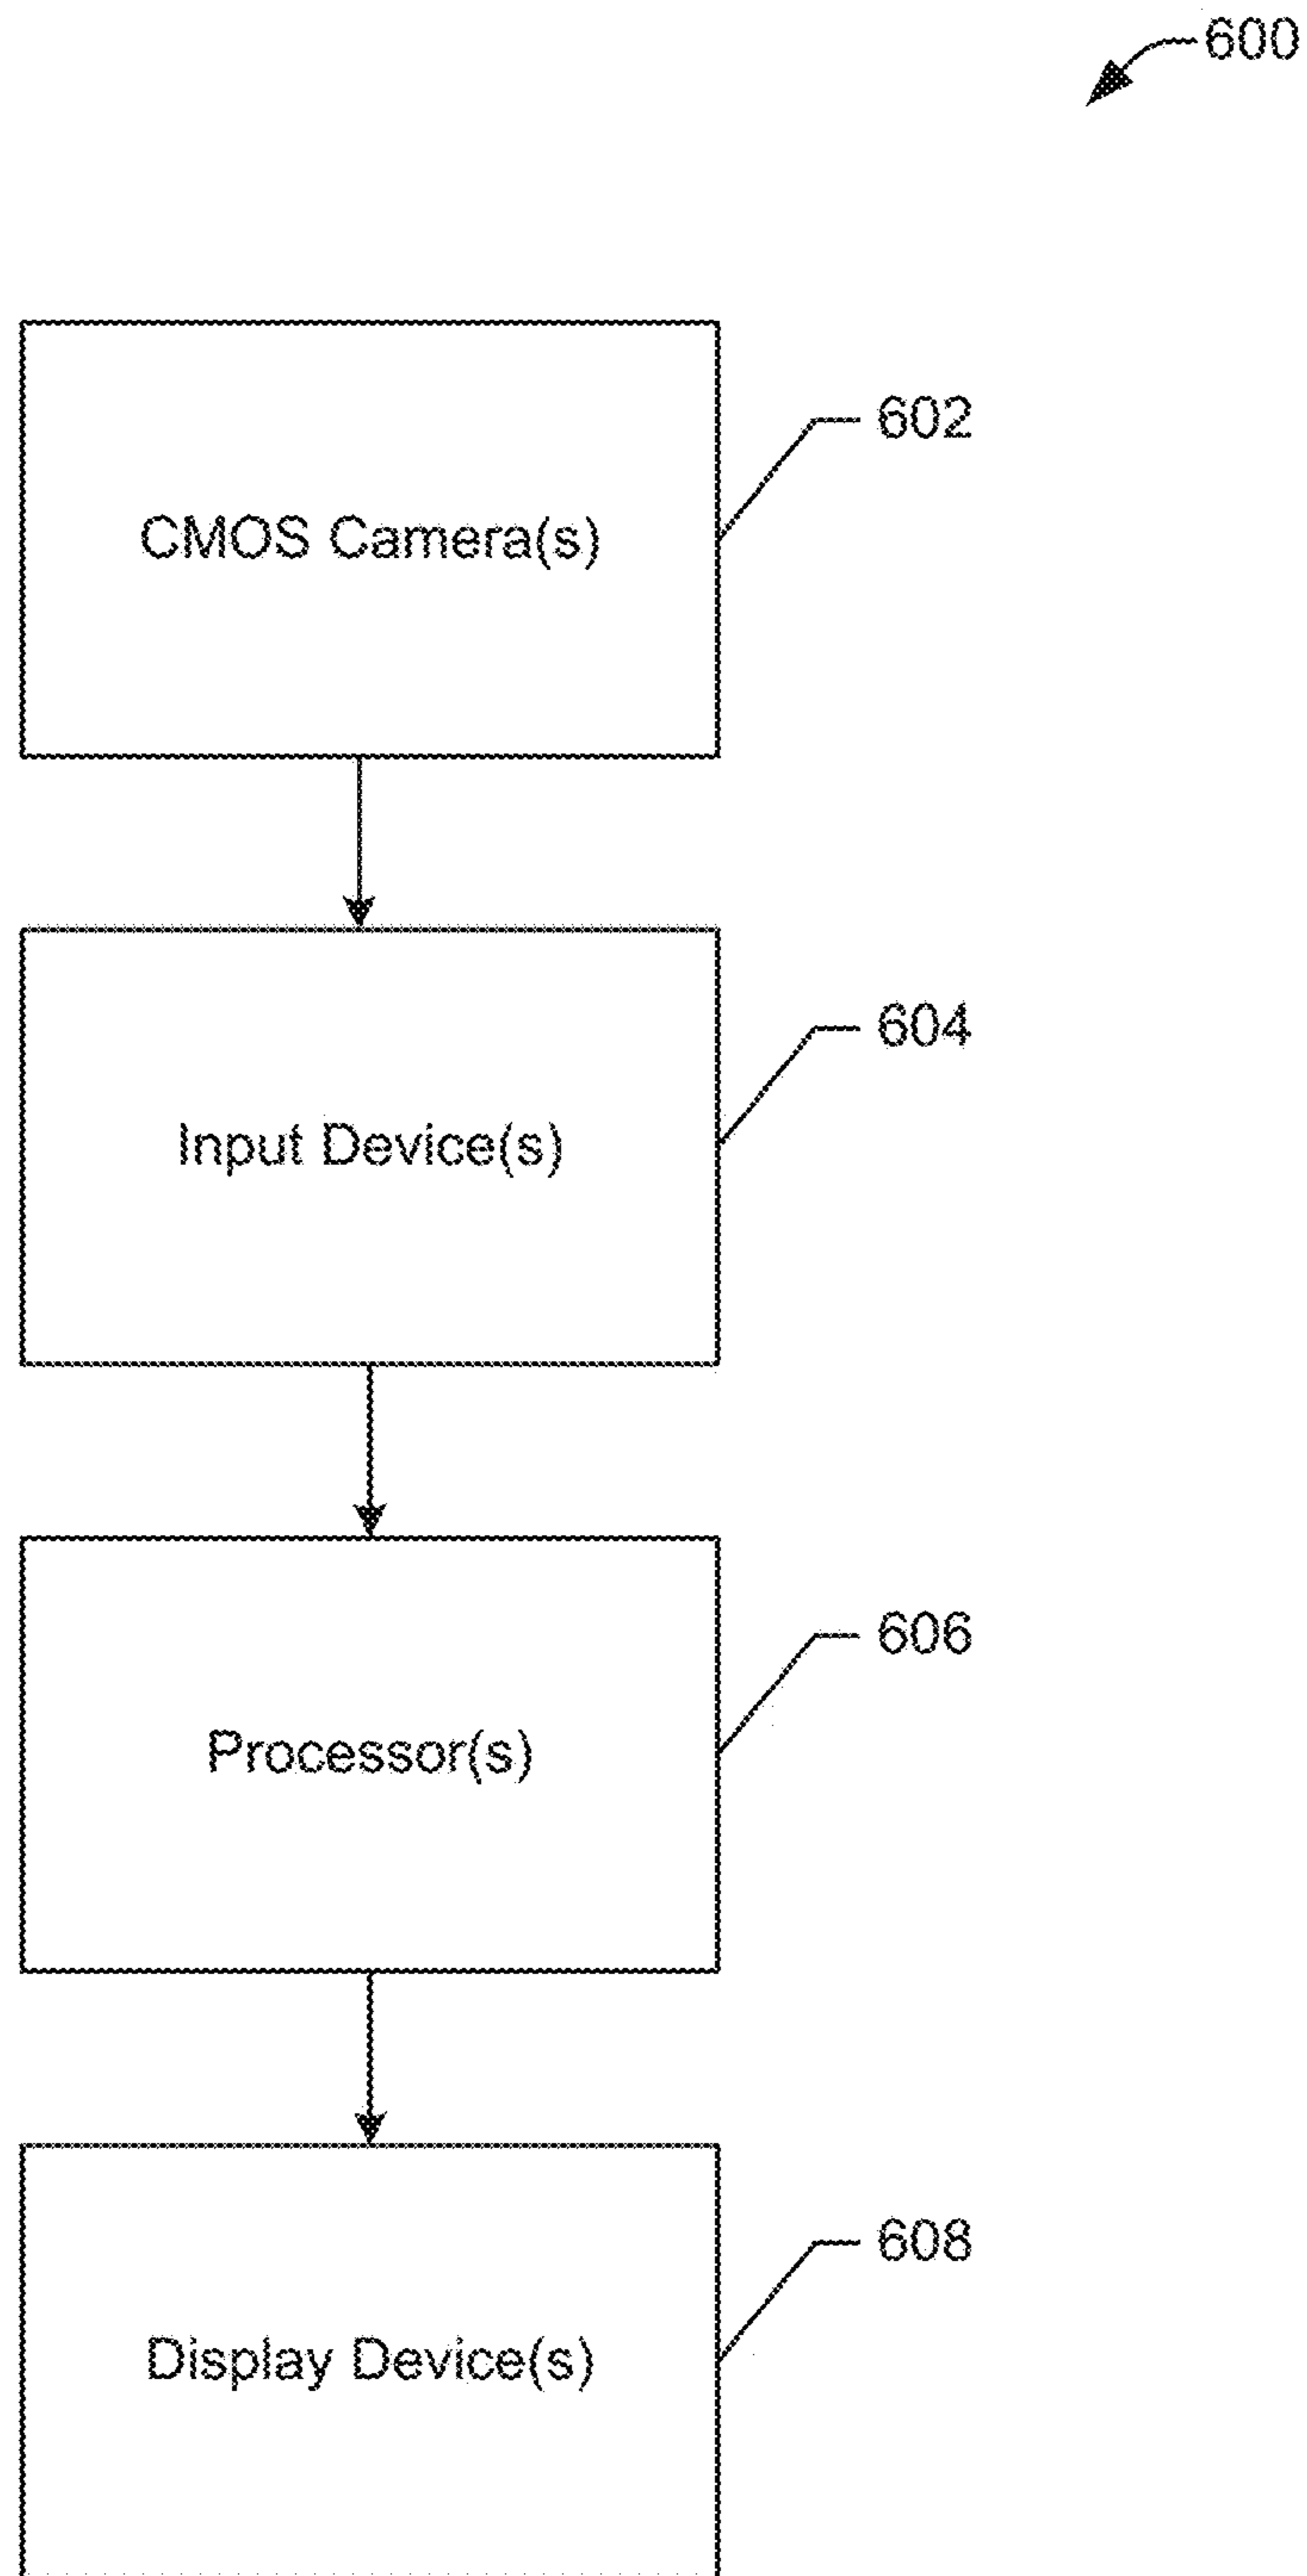 600
CMOS Camera(s)
602
Input Device(s)
604
Processor(s)
606
Display Device(s)
608